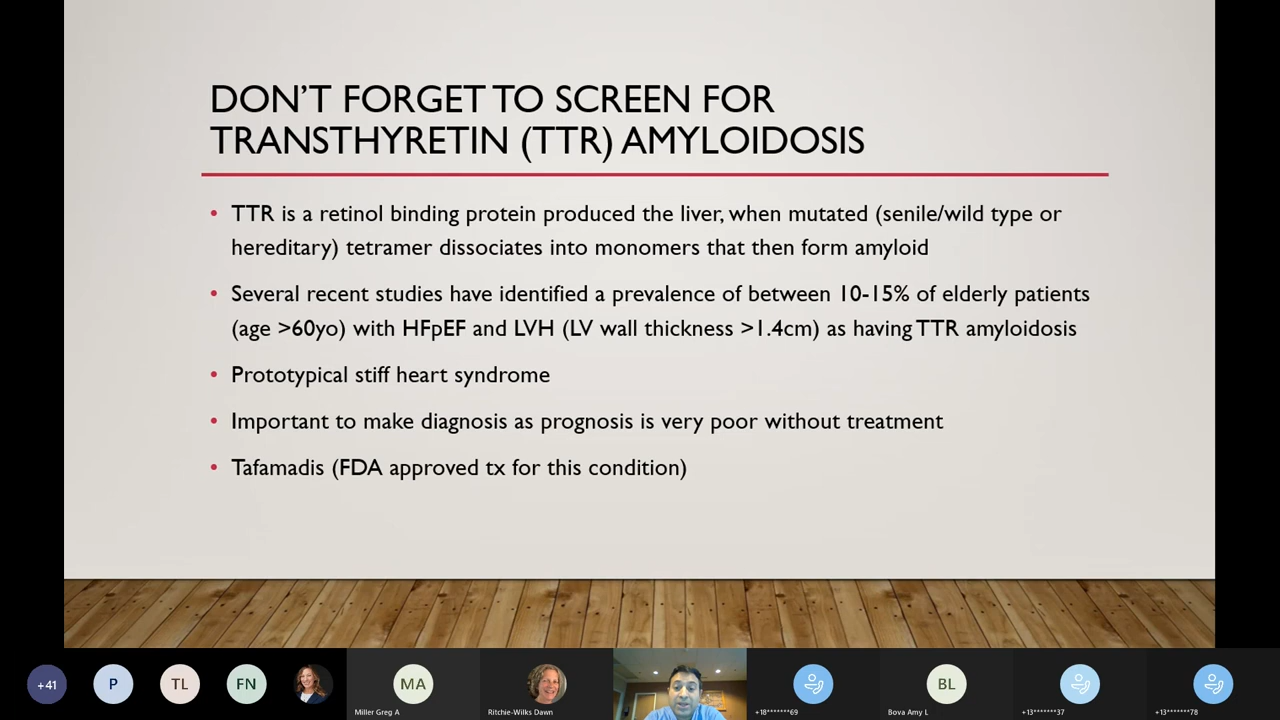 DON'T FORGET TO SCREEN FOR
TRANSTHYRETIN (TTR) AMYLOIDOSIS
• TTR is a retinol binding protein produced the liver, when mutated (senile/wild type or
hereditary) tetramer dissociates into monomers that then form amyloid
• Several recent studies have identified a prevalence of between 10-15% of elderly patients
(age >60yo) with HFpEF and LVH (LV wall thickness >1.4cm) as having TTR amyloidosis
• Prototypical stiff heart syndrome
• Important to make diagnosis as prognosis is very poor without treatment
• Tafamadis (FDA approved tx for this condition)
+41
P
TL
FN
MA
BL
Miller Greg A
Ritchie-Wilks Dawn
+18*******69
Bova Amy L
+13*******37
+13*******78